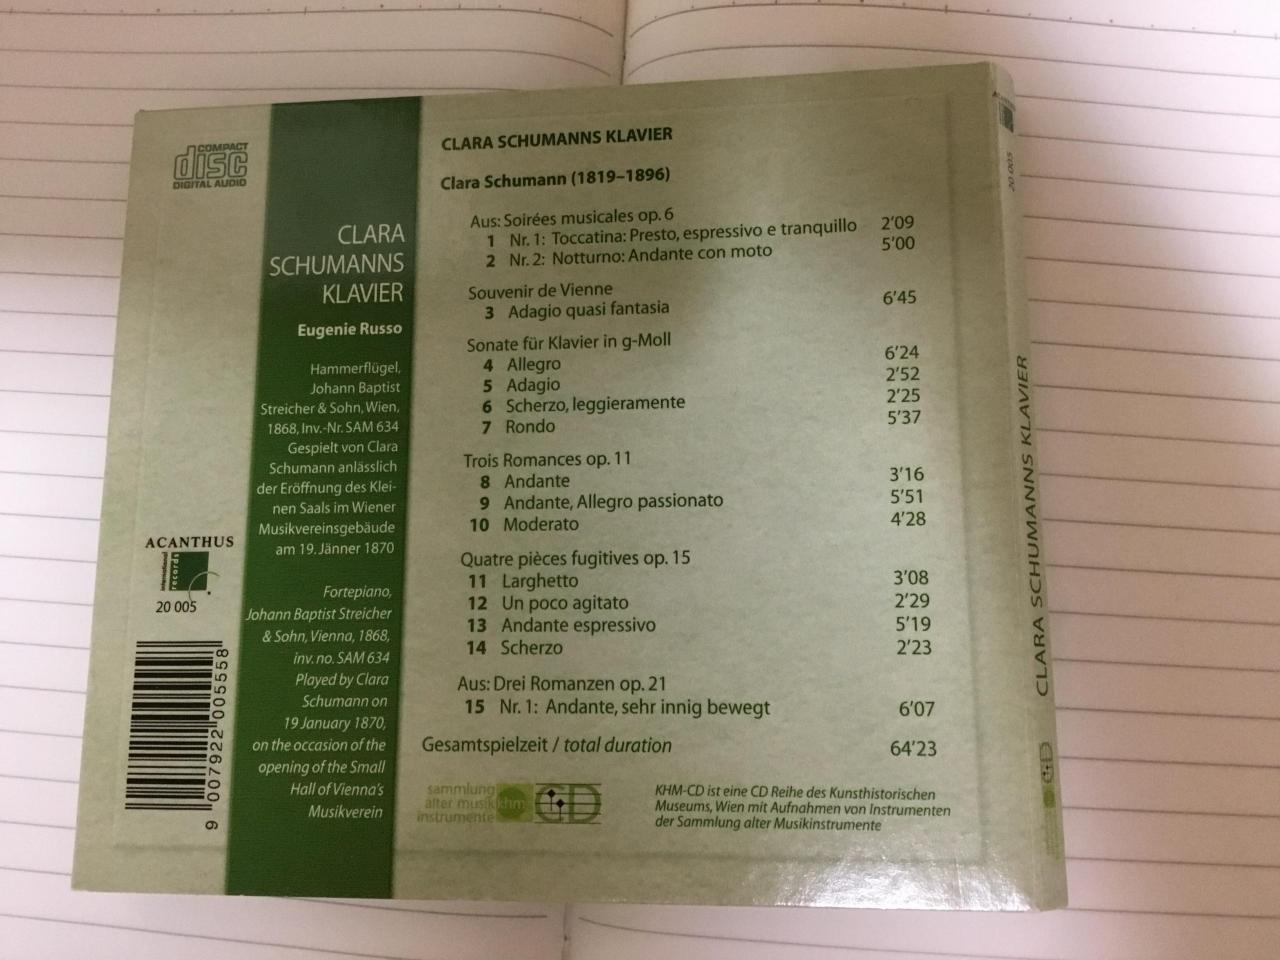 COMPACT
disc
DIGITAL AUDIO
CLARA
SCHUMANNS
KLAVIER
Eugenie Russo
Hammerflügel,
Johann Baptist
Streicher & Sohn, Wien,
1868, Inv.-Nr. SAM 634
Gespielt von Clara
Schumann anlässlich
der Eröffnung des Klei-
nen Saals im Wiener
Musikvereinsgebäude
am 19. Jänner 1870
Fortepiano,
Johann Baptist Streicher
& Sohn, Vienna, 1868,
inv. no. SAM 634
Played by Clara
Schumann on
19 January 1870,
on the occasion of the
opening of the Small
Hall of Vienna's
Musikverein
ACANTHUS
international
records
20 005
9 007922 005558
CLARA SCHUMANNS KLAVIER
Clara Schumann (1819–1896)
Aus: Soirées musicales op. 6
1 Nr. 1: Toccatina: Presto, espressivo e tranquillo 2'09
2 Nr. 2: Notturno: Andante con moto 5'00
Souvenir de Vienne
3 Adagio quasi fantasia 6'45
Sonate für Klavier in g-Moll
4 Allegro 6'24
5 Adagio 2'52
6 Scherzo, leggieramente 2'25
7 Rondo 5'37
Trois Romances op. 11
8 Andante 3'16
9 Andante, Allegro passionato 5'51
10 Moderato 4'28
Quatre pièces fugitives op. 15
11 Larghetto 3'08
12 Un poco agitato 2'29
13 Andante espressivo 5'19
14 Scherzo 2'23
Aus: Drei Romanzen op. 21
15 Nr. 1: Andante, sehr innig bewegt 6'07
Gesamtspielzeit / total duration 64'23
sammlung
alter musik
instrumente
khm
CD
KHM-CD ist eine CD Reihe des Kunsthistorischen
Museums, Wien mit Aufnahmen von Instrumenten
der Sammlung alter Musikinstrumente
20 005
CLARA SCHUMANNS KLAVIER
CD